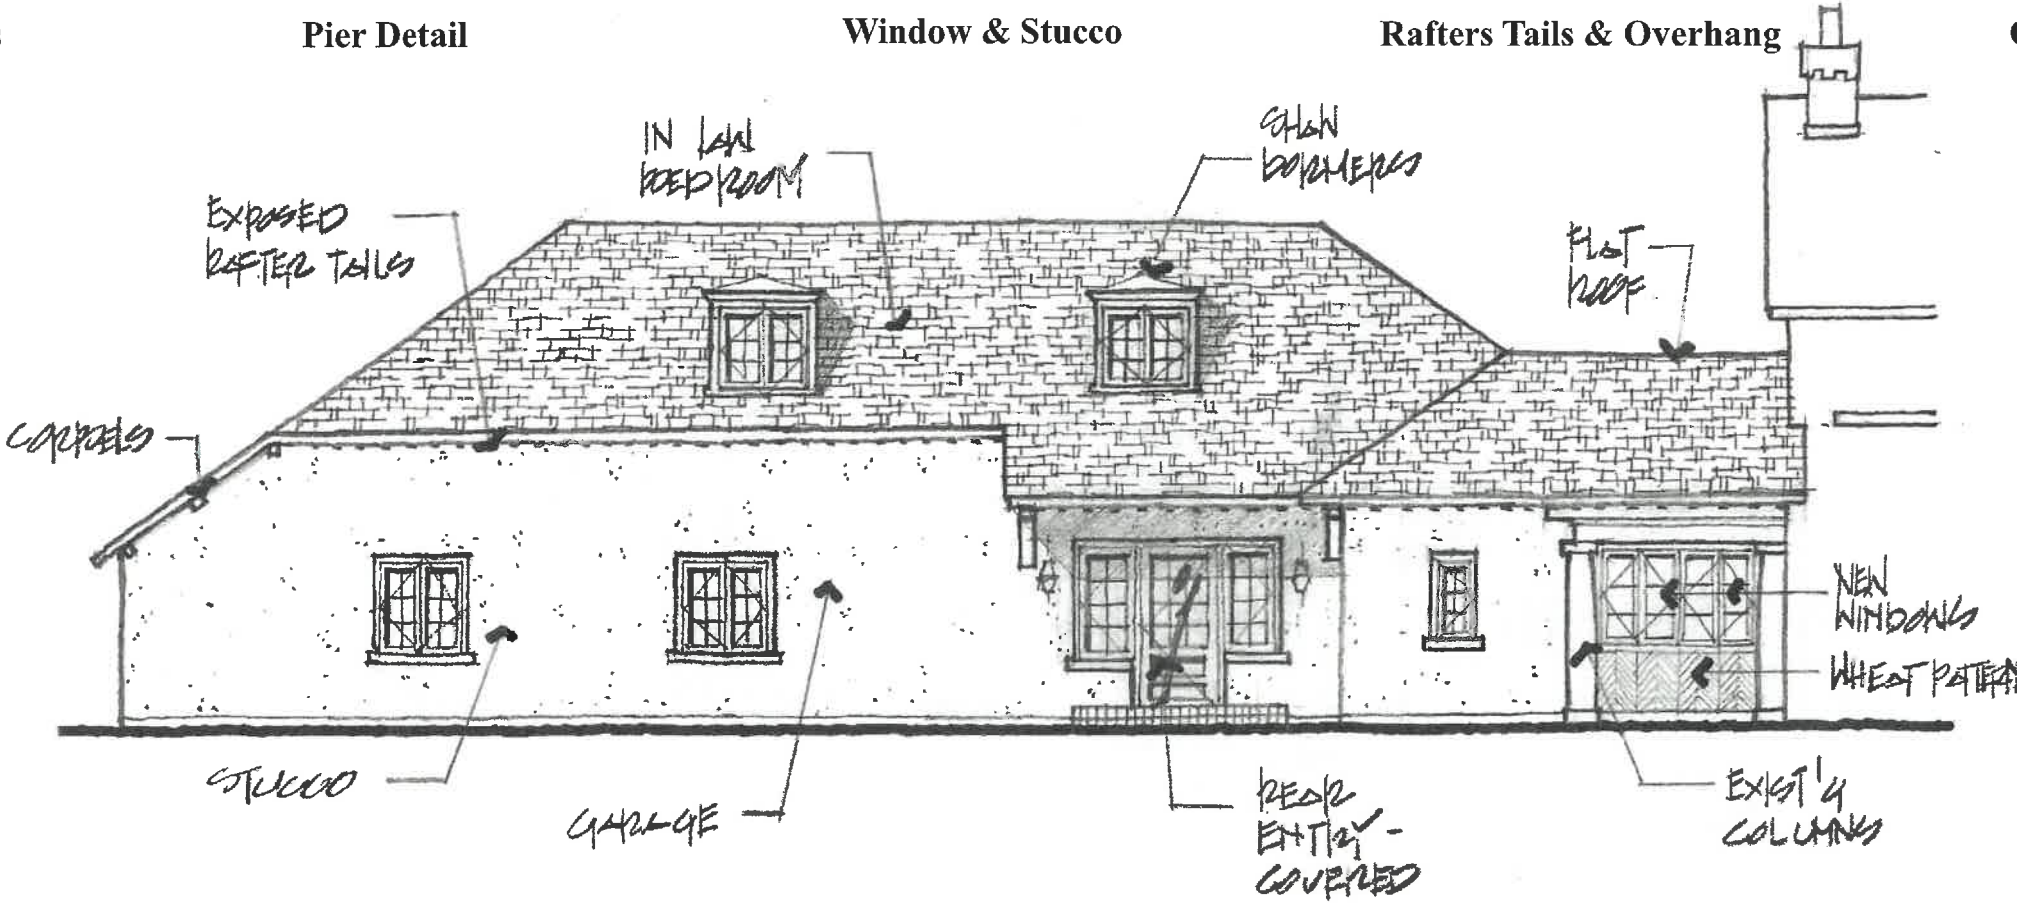 Pier Detail
Window & Stucco
Rafters Tails & Overhang
IN LAW
BEDROOM
SHOW
DORMERS
EXPOSED
RAFTER TAILS
FLAT
ROOF
CORBELS
NEW
WINDOWS
WHEAT PATTERN
STUCCO
GARAGE
REAR
ENTRY -
COVERED
EXIST'G
COLUMNS